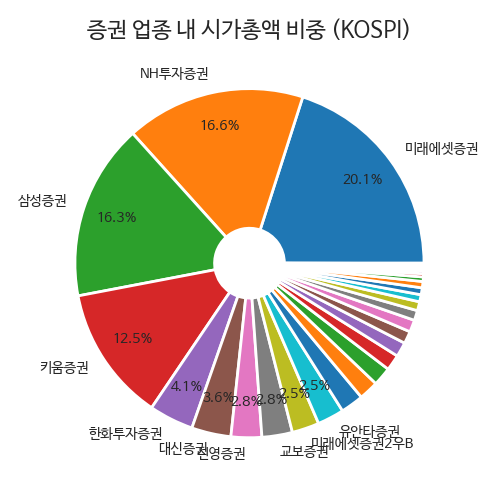 증권 업종 내 시가총액 비중 (KOSPI)
NH투자증권
16.6%
미래에셋증권
20.1%
삼성증권
16.3%
키움증권
12.5%
4.1%
3.6%
2.8%
2.8%
2.5%
2.5%
한화투자증권
대신증권
신영증권
교보증권
미래에셋증권2우B
유안타증권